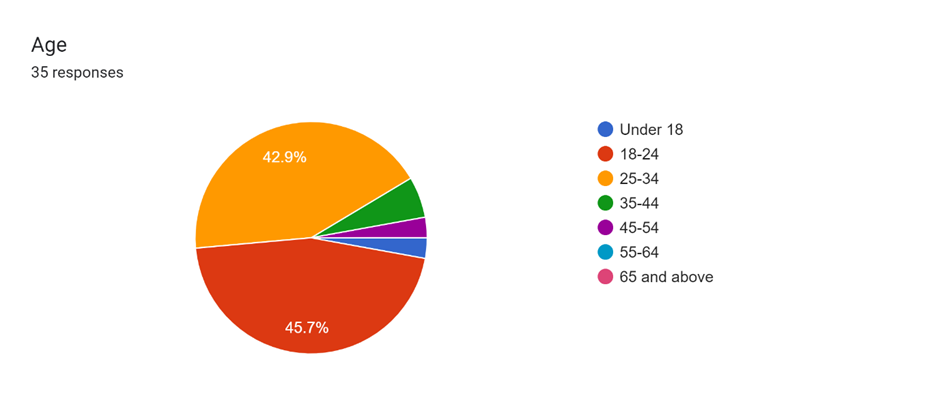 Age
35 responses
42.9%
45.7%
Under 18
18-24
25-34
35-44
45-54
55-64
65 and above